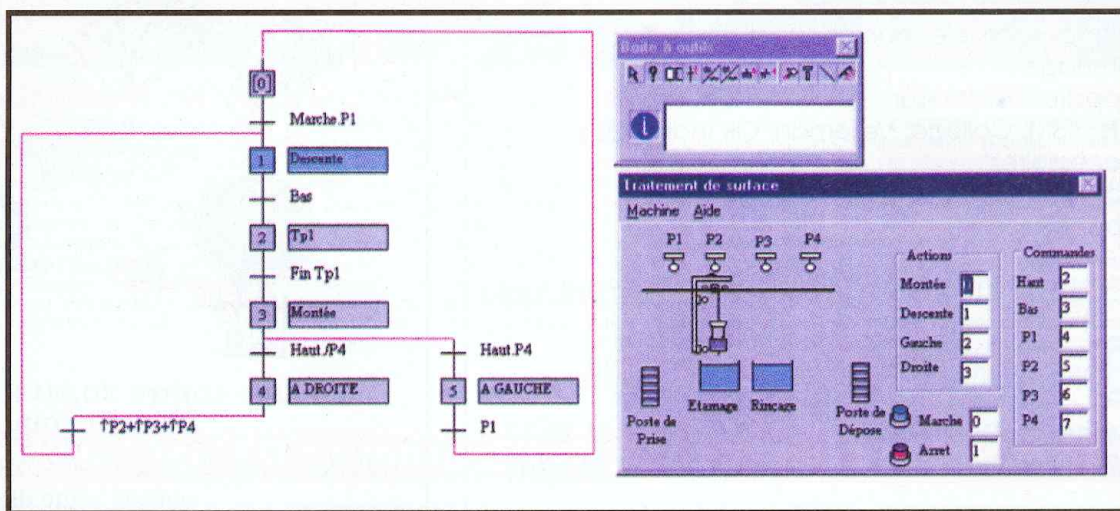 0
Marche.P1
1 Descente
Bas
2 Tp1
Fin Tp1
3 Montée
Haut./P4 Haut.P4
4 A DROITE 5 A GAUCHE
↑P2+↑P3+↑P4 P1
Boite à outils
i
Traitement de surface
Machine Aide
P1 P2 P3 P4
Actions
Montée
Descente 1
Gauche 2
Droite 3
Commandes
Haut 2
Bas 3
P1 4
P2 5
P3 6
P4 7
Poste de
Prise
Etamage Rinçage
Poste de
Dépose
Marche 0
Arret 1